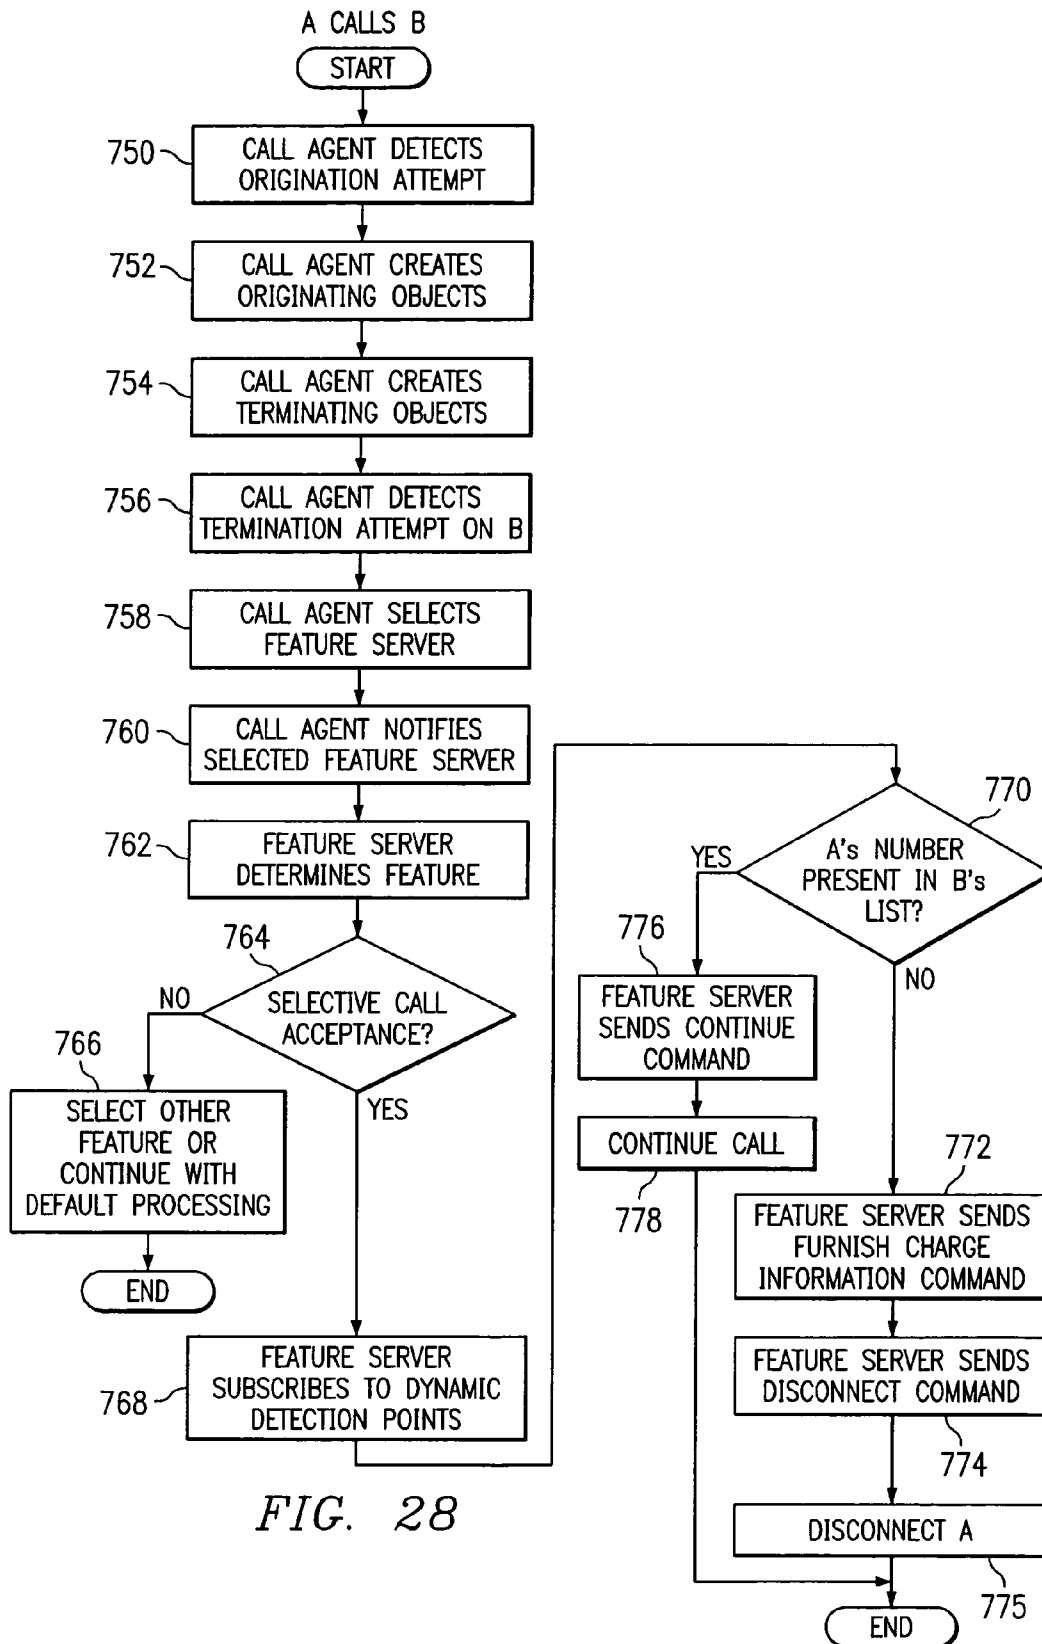 A CALLS B
START
750
CALL AGENT DETECTS
ORIGINATION ATTEMPT
752
CALL AGENT CREATES
ORIGINATING OBJECTS
754
CALL AGENT CREATES
TERMINATING OBJECTS
756
CALL AGENT DETECTS
TERMINATION ATTEMPT ON B
758
CALL AGENT SELECTS
FEATURE SERVER
760
CALL AGENT NOTIFIES
SELECTED FEATURE SERVER
762
FEATURE SERVER
DETERMINES FEATURE
764
SELECTIVE CALL
ACCEPTANCE?
NO
YES
766
SELECT OTHER
FEATURE OR
CONTINUE WITH
DEFAULT PROCESSING
END
768
FEATURE SERVER
SUBSCRIBES TO DYNAMIC
DETECTION POINTS
770
A's NUMBER
PRESENT IN B's
LIST?
YES
NO
776
FEATURE SERVER
SENDS CONTINUE
COMMAND
CONTINUE CALL
778
772
FEATURE SERVER SENDS
FURNISH CHARGE
INFORMATION COMMAND
FEATURE SERVER SENDS
DISCONNECT COMMAND
774
DISCONNECT A
775
END
FIG. 28